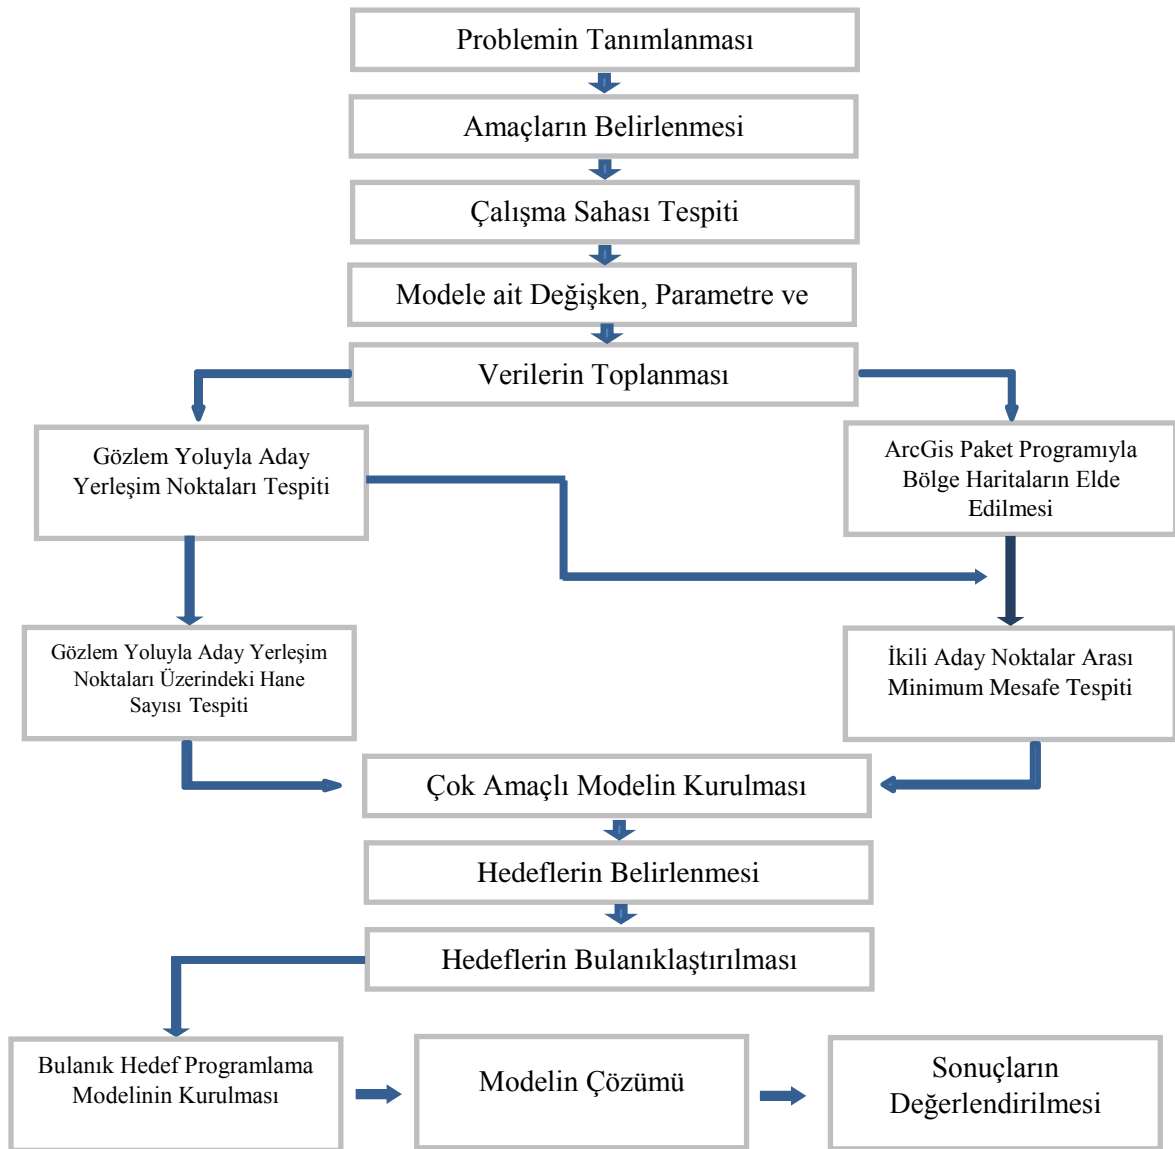 Problemin Tanımlanması
Amaçların Belirlenmesi
Çalışma Sahası Tespiti
Modele ait Değişken, Parametre ve
Verilerin Toplanması
Gözlem Yoluyla Aday
Yerleşim Noktaları Tespiti
ArcGis Paket Programıyla
Bölge Haritaların Elde
Edilmesi
Gözlem Yoluyla Aday Yerleşim
Noktaları Üzerindeki Hane
Sayısı Tespiti
İkili Aday Noktalar Arası
Minimum Mesafe Tespiti
Çok Amaçlı Modelin Kurulması
Hedeflerin Belirlenmesi
Hedeflerin Bulanıklaştırılması
Bulanık Hedef Programlama
Modelinin Kurulması
Modelin Çözümü
Sonuçların
Değerlendirilmesi